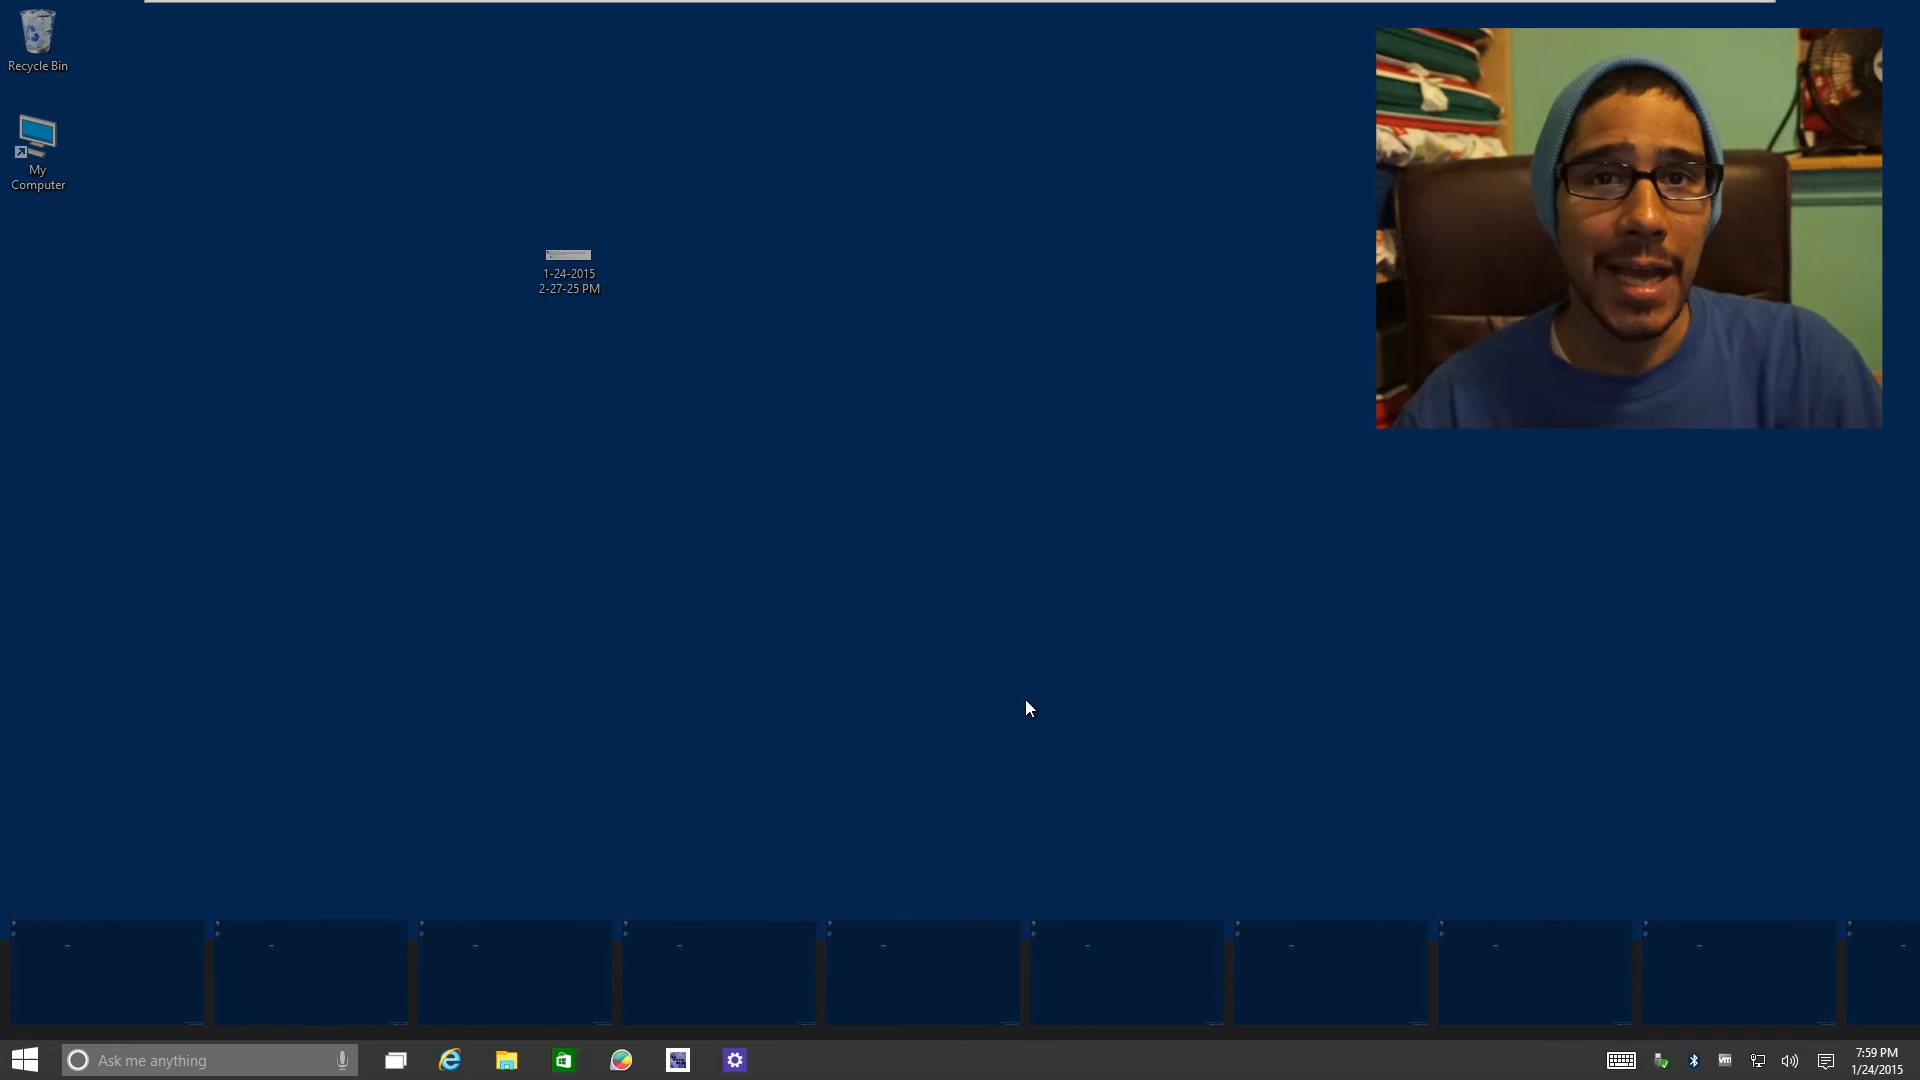 Recycle Bin
My
Computer
1-24-2015
2-27-25 PM
Ask me anything
vm
7:59 PM
1/24/2015